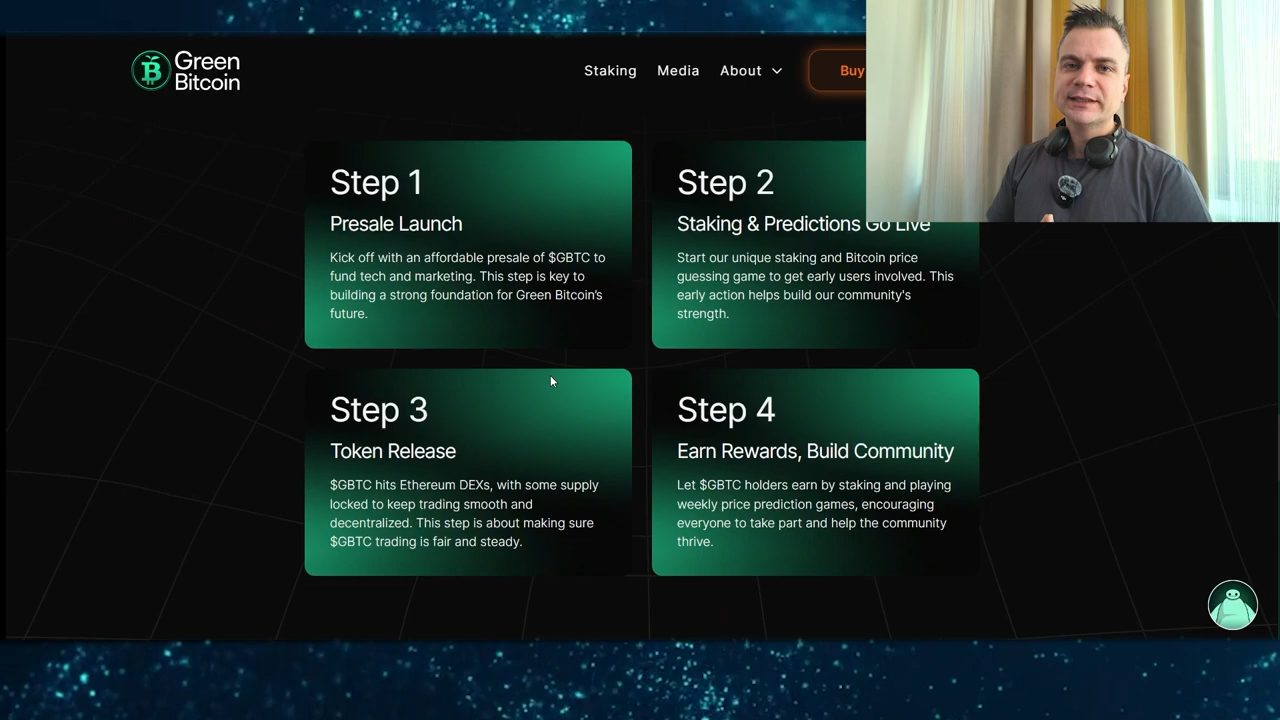 Green
Bitcoin
Staking
Media
About
Buy
Step 1
Presale Launch
Kick off with an affordable presale of $GBTC to
fund tech and marketing. This step is key to
building a strong foundation for Green Bitcoin's
future.
Step 2
Staking & Predictions Go Live
Start our unique staking and Bitcoin price
guessing game to get early users involved. This
early action helps build our community's
strength.
Step 3
Token Release
$GBTC hits Ethereum DEXs, with some supply
locked to keep trading smooth and
decentralized. This step is about making sure
$GBTC trading is fair and steady.
Step 4
Earn Rewards, Build Community
Let $GBTC holders earn by staking and playing
weekly price prediction games, encouraging
everyone to take part and help the community
thrive.